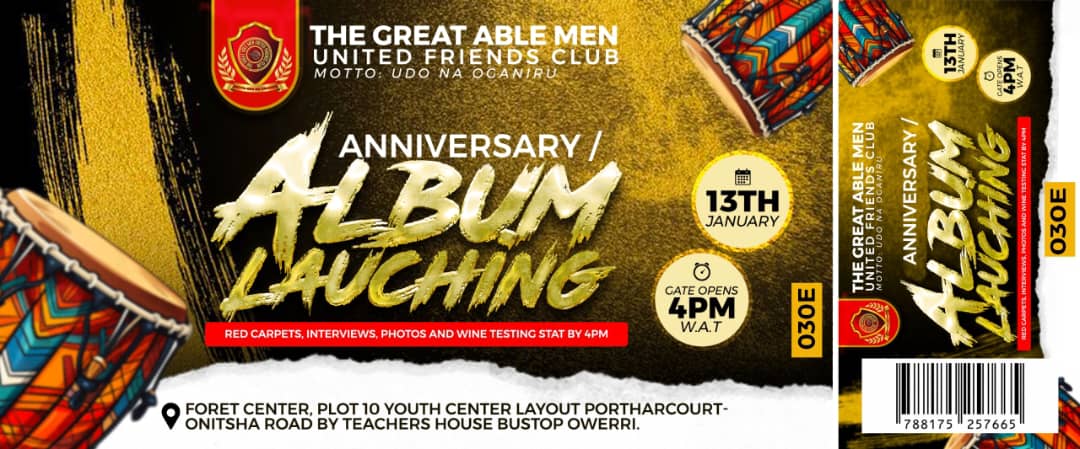 THE GREAT ABLE MEN
UNITED FRIENDS CLUB
MOTTO: UDO NA OGANIRU
ANNIVERSARY /
ALBUM
LAUCHING
13TH
JANUARY
GATE OPENS
4PM
W.A.T
030E
RED CARPETS, INTERVIEWS, PHOTOS AND WINE TESTING STAT BY 4PM
FORET CENTER, PLOT 10 YOUTH CENTER LAYOUT PORTHARCOURT-
ONITSHA ROAD BY TEACHERS HOUSE BUSTOP OWERRI.
13TH
JANUARY
GATE OPENS
4PM
W.A.T
THE GREAT ABLE MEN
UNITED FRIENDS CLUB
MOTTO: UDO NA OGANIRU
ANNIVERSARY /
ALBUM
LAUCHING
RED CARPETS, INTERVIEWS, PHOTOS AND WINE TESTING STAT BY 4PM
030E
788175 257665